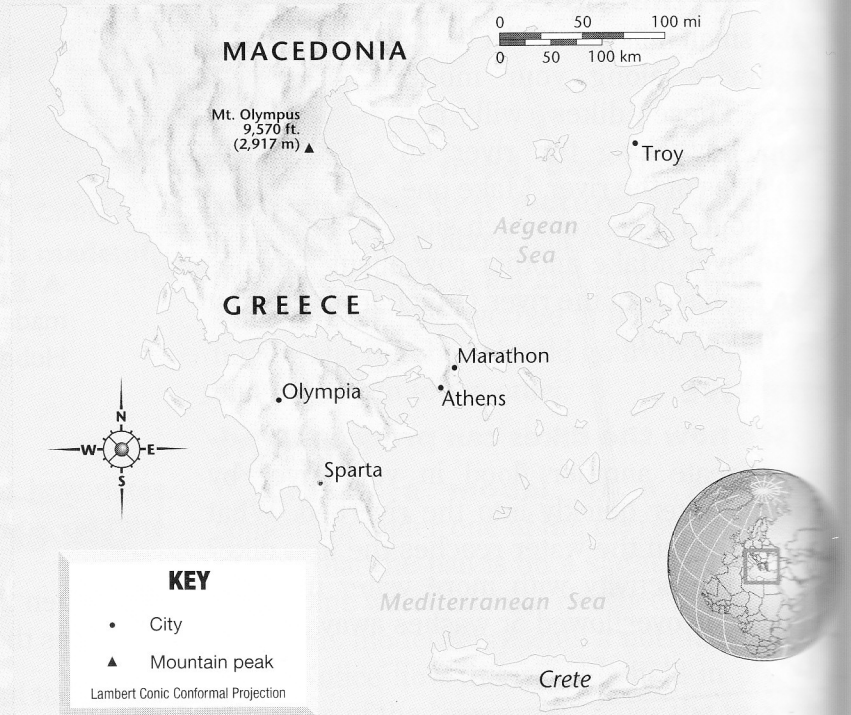 0 50 100 mi
0 50 100 km
MACEDONIA
Mt. Olympus
9,570 ft.
(2,917 m)
Troy
Aegean
Sea
GREECE
Marathon
Olympia
Athens
N
W E
S
Sparta
KEY
City
Mountain peak
Lambert Conic Conformal Projection
Mediterranean Sea
Crete